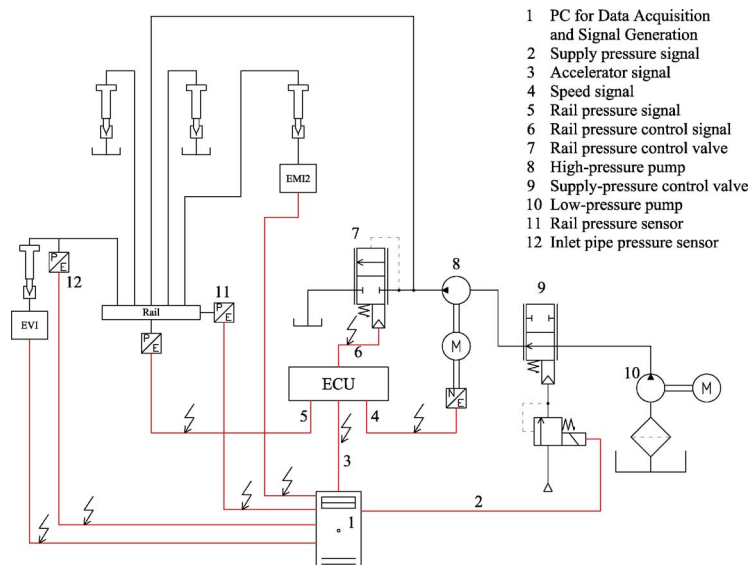 1 PC for Data Acquisition
and Signal Generation
2 Supply pressure signal
3 Accelerator signal
4 Speed signal
5 Rail pressure signal
6 Rail pressure control signal
7 Rail pressure control valve
8 High-pressure pump
9 Supply-pressure control valve
10 Low-pressure pump
11 Rail pressure sensor
12 Inlet pipe pressure sensor
EMI2
7
8
9
P
E
12
11
P
E
Rail
EVI
P
E
6
M
10
M
ECU
N
E
5
4
3
2
1